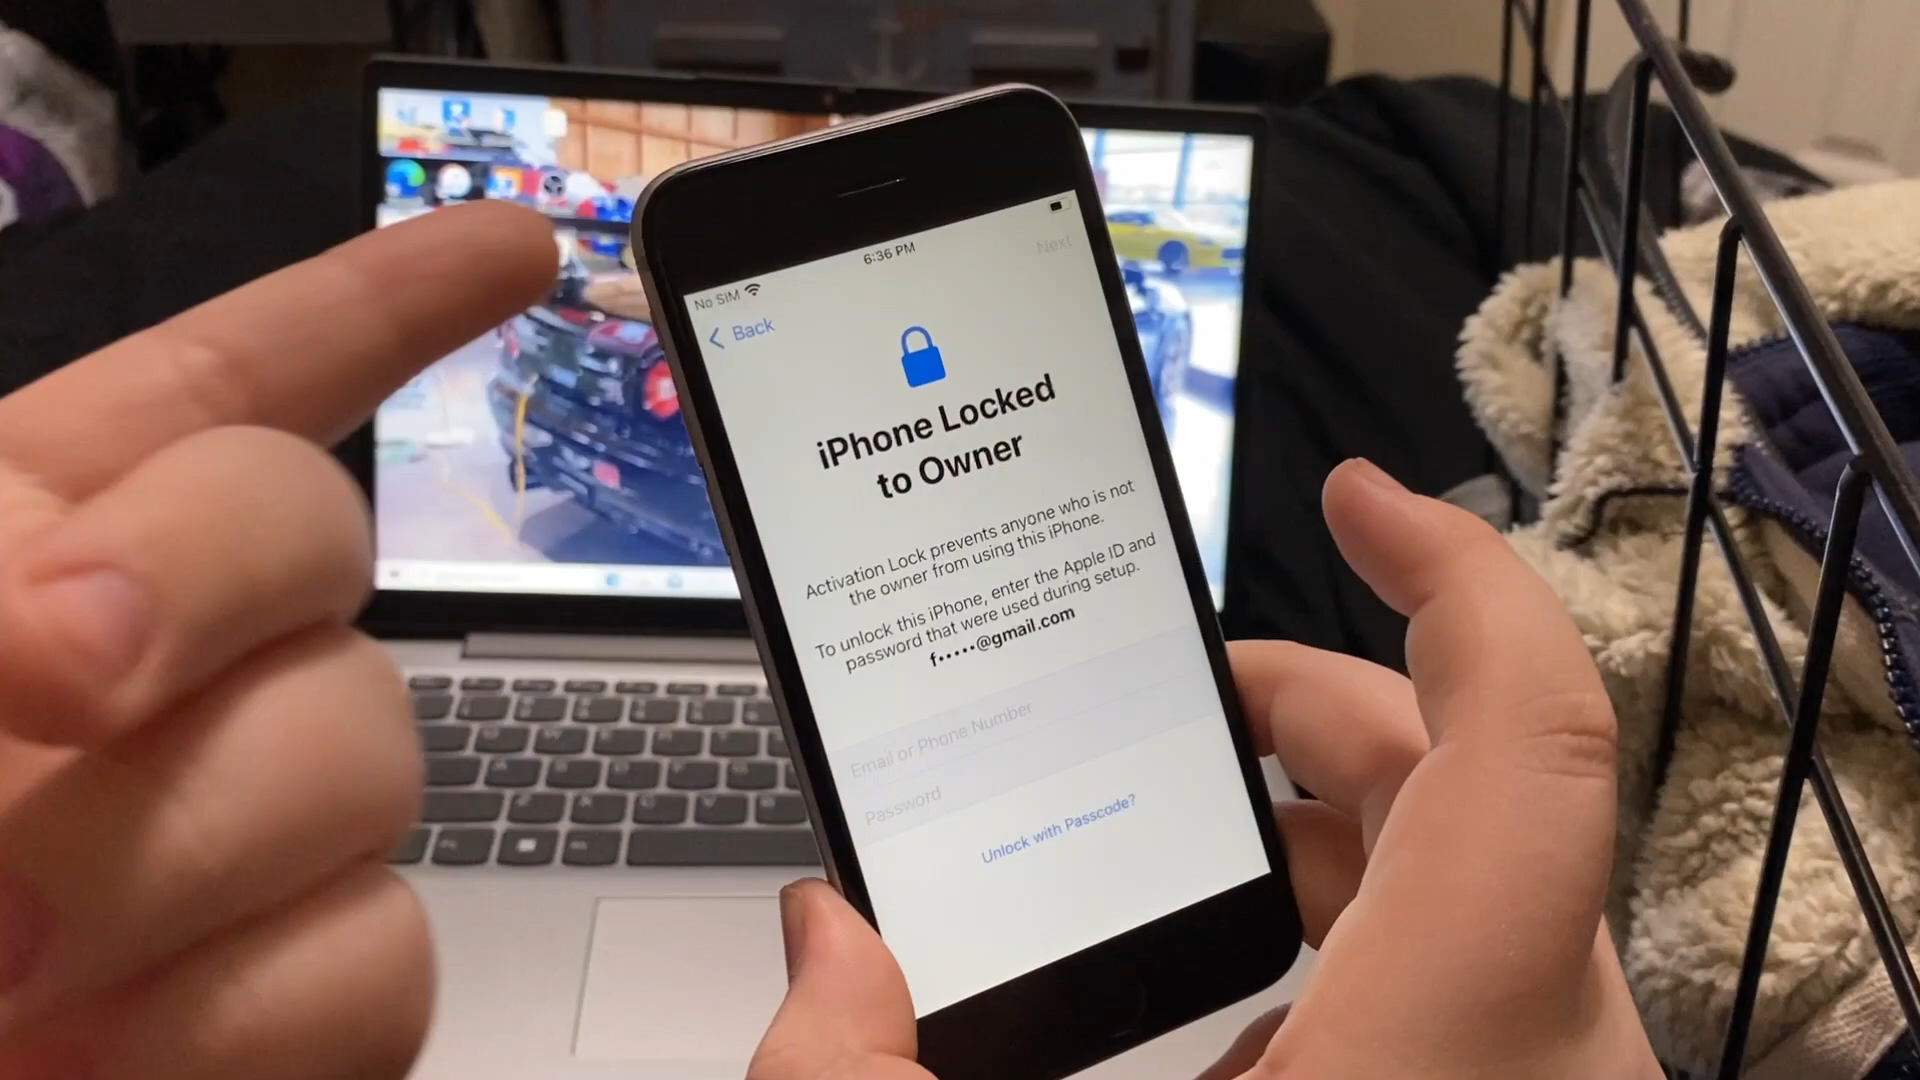 6:36 PM
No SIM
Next
Back
iPhone Locked
to Owner
Activation Lock prevents anyone who is not
the owner from using this iPhone.
To unlock this iPhone, enter the Apple ID and
password that were used during setup.
f•••••@gmail.com
Email or Phone Number
Password
Unlock with Passcode?